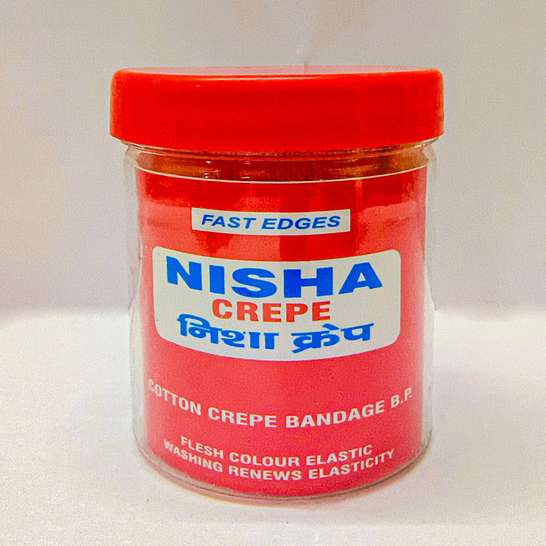 FAST EDGES
NISHA
CREPE
निशा क्रेप
COTTON CREPE BANDAGE B.P.
FLESH COLOUR ELASTIC
WASHING RENEWS ELASTICITY